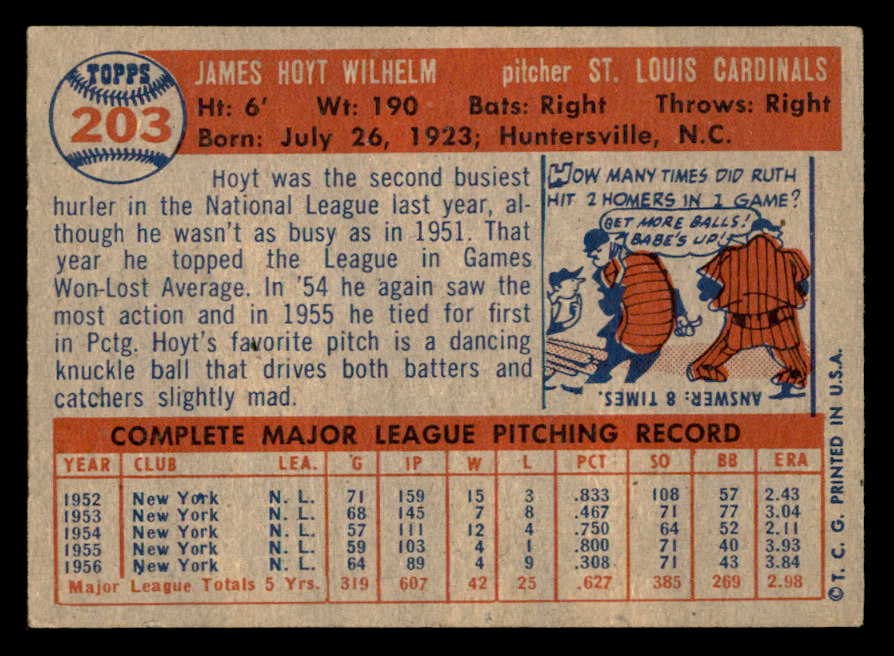 TOPPS
203
JAMES HOYT WILHELM pitcher ST. LOUIS CARDINALS
Ht: 6' Wt: 190 Bats: Right Throws: Right
Born: July 26, 1923; Huntersville, N.C.
Hoyt was the second busiest
hurler in the National League last year, al-
though he wasn't as busy as in 1951. That
year he topped the League in Games
Won-Lost Average. In '54 he again saw the
most action and in 1955 he tied for first
in Pctg. Hoyt's favorite pitch is a dancing
knuckle ball that drives both batters and
catchers slightly mad.
HOW MANY TIMES DID RUTH
HIT 2 HOMERS IN 1 GAME?
GET MORE BALLS!
BABE'S UP!
ANSWER: 8 TIMES.
COMPLETE MAJOR LEAGUE PITCHING RECORD
YEAR CLUB LEA. G IP W L PCT SO BB ERA
1952 New York N. L. 71 159 15 3 .833 108 57 2.43
1953 New York N. L. 68 145 7 8 .467 71 77 3.04
1954 New York N. L. 57 111 12 4 .750 64 52 2.11
1955 New York N. L. 59 103 4 1 .800 71 40 3.93
1956 New York N. L. 64 89 4 9 .308 71 43 3.84
Major League Totals 5 Yrs. 319 607 42 25 .627 385 269 2.98
© T. C. G. PRINTED IN U.S.A.